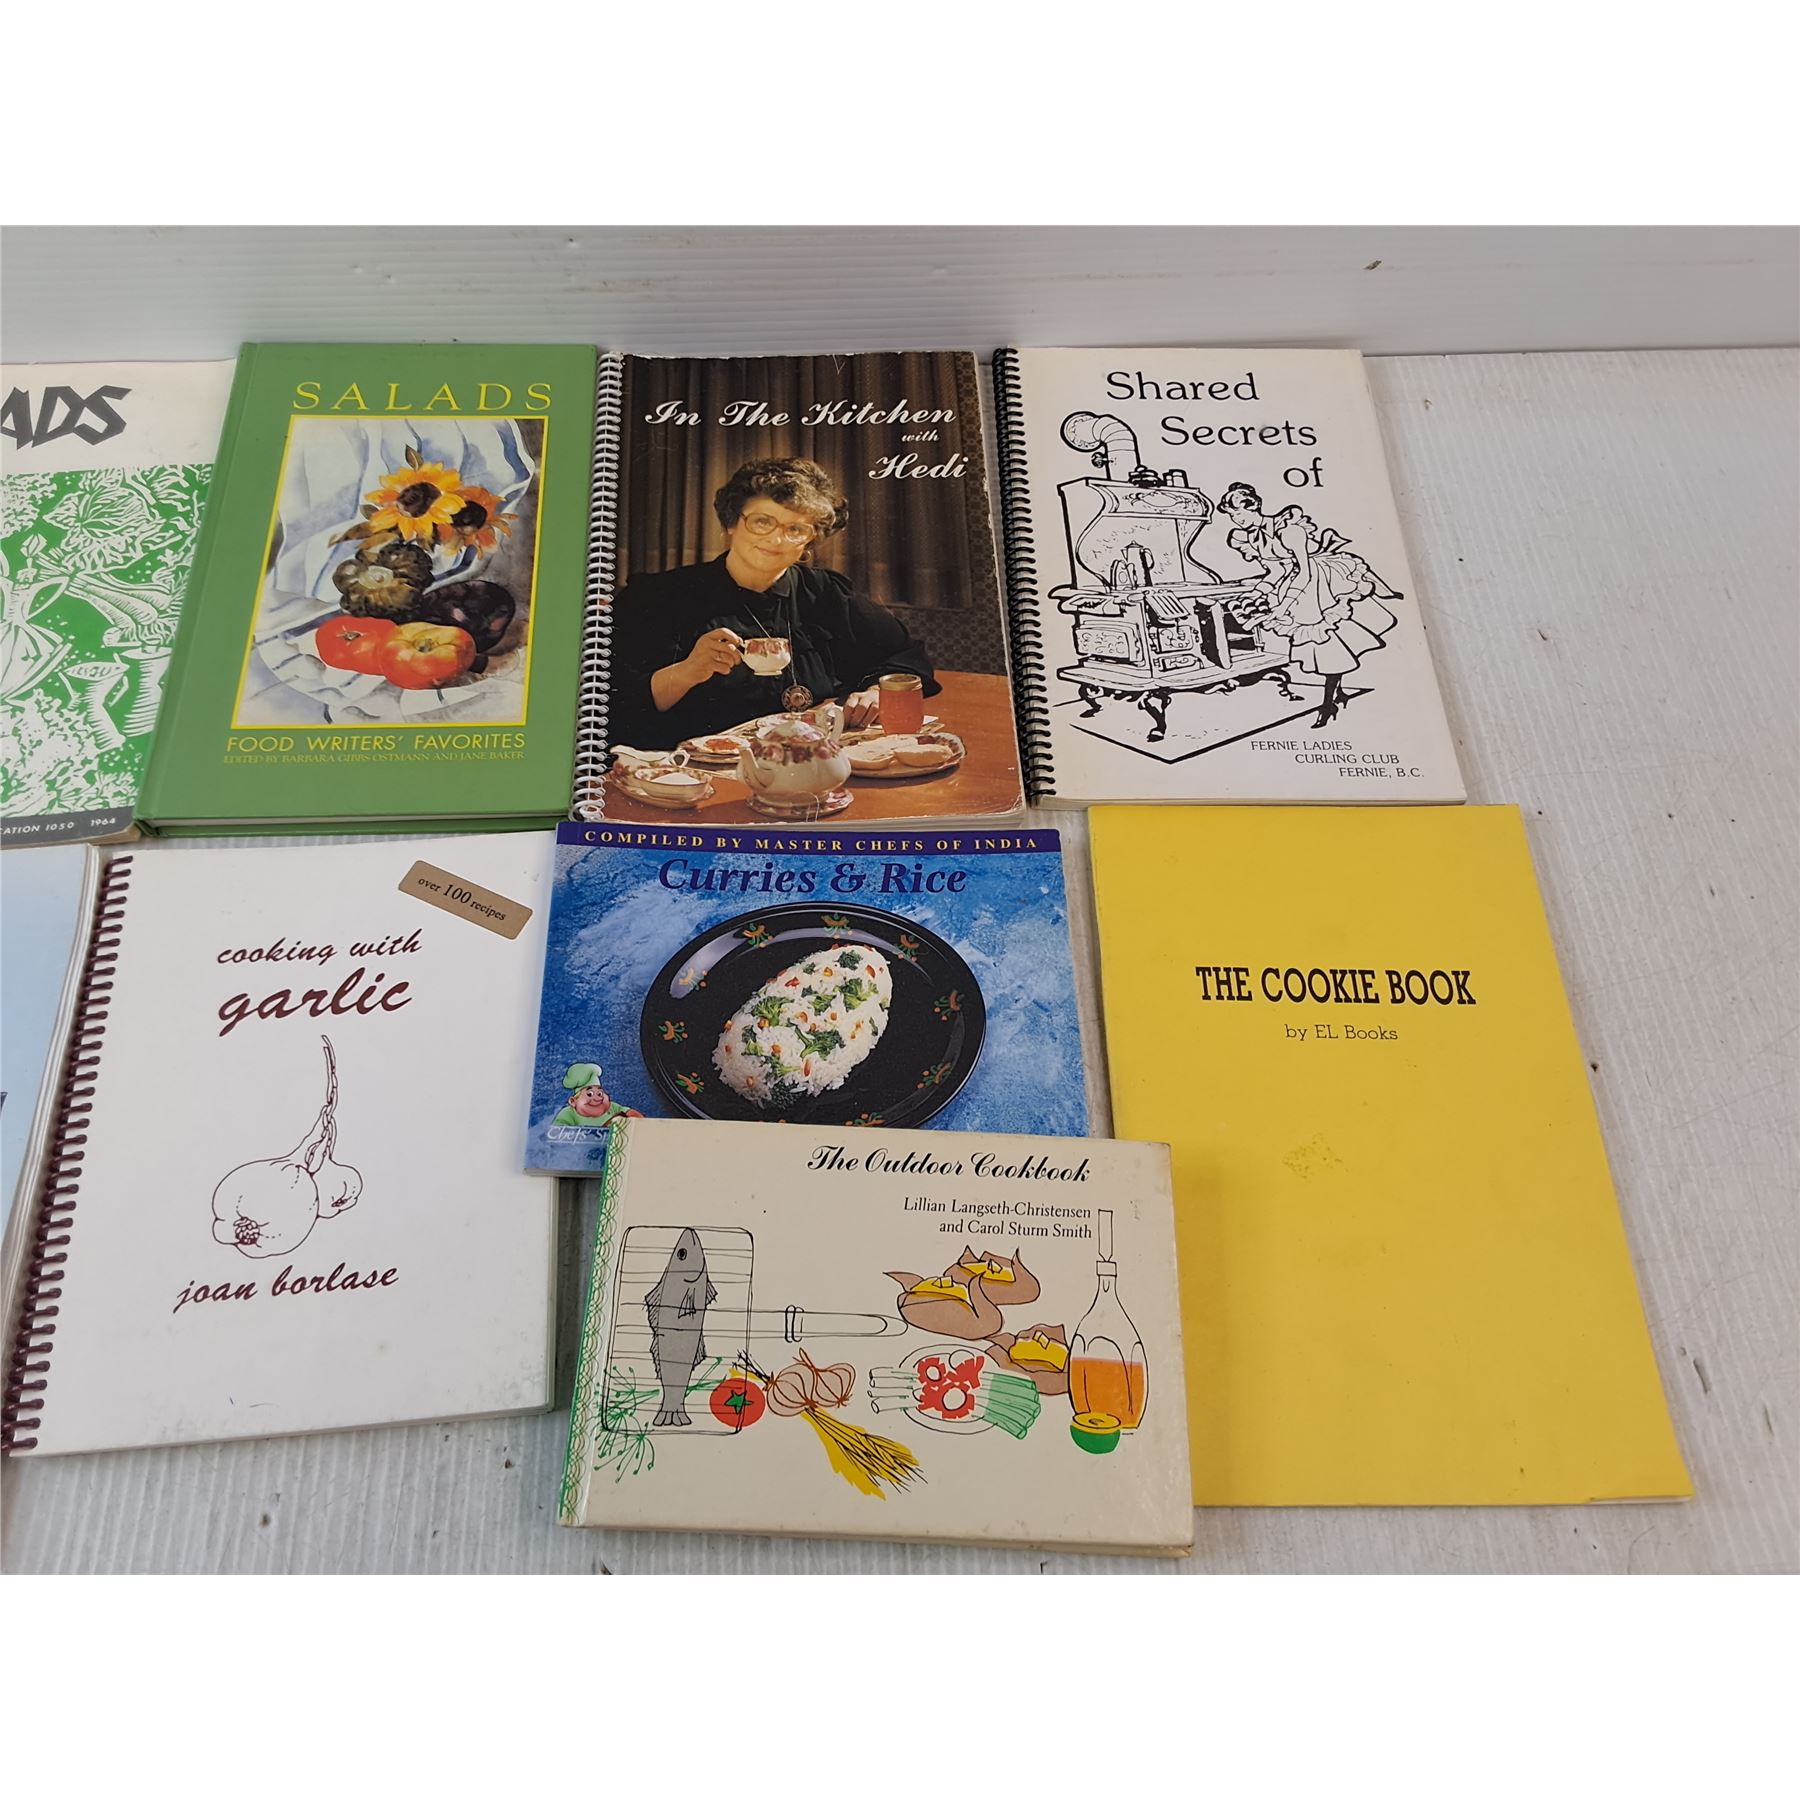 SALADS
FOOD WRITERS' FAVORITES
EDITED BY BARBARA GIBBS OSTMANN AND JANE BAKER
In The Kitchen
with
Hedi
Shared
Secrets
of
FERNIE LADIES
CURLING CLUB
FERNIE, B.C.
1050 1964
over 100 recipes
cooking with
garlic
joan borlase
COMPILED BY MASTER CHEFS OF INDIA
Curries & Rice
Chefs'
The Outdoor Cookbook
Lillian Langseth-Christensen
and Carol Sturm Smith
THE COOKIE BOOK
by EL Books